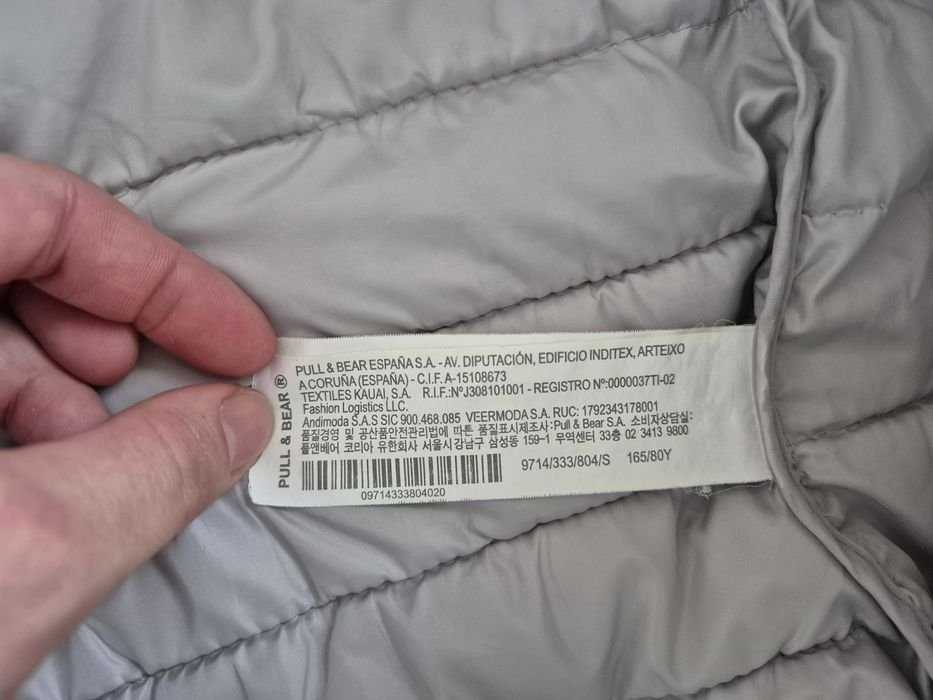 PULL & BEAR ®
PULL & BEAR ESPAÑA S.A. - AV. DIPUTACIÓN, EDIFICIO INDITEX, ARTEIXO
A CORUÑA (ESPAÑA) - C.I.F. A-15108673
TEXTILES KAUAI, S.A. R.I.F.:NºJ308101001 - REGISTRO Nº:0000037TI-02
Fashion Logistics LLC.
Andimoda S.A.S SIC 900.468.085 VEERMODA S.A. RUC: 1792343178001
품질경영 및 공산품안전관리법에 따른 품질표시제조사:Pull & Bear S.A. 소비자상담실:
풀앤베어 코리아 유한회사 서울시강남구 삼성동 159-1 무역센터 33층 02 3413 9800
9714/333/804/S 165/80Y
09714333804020